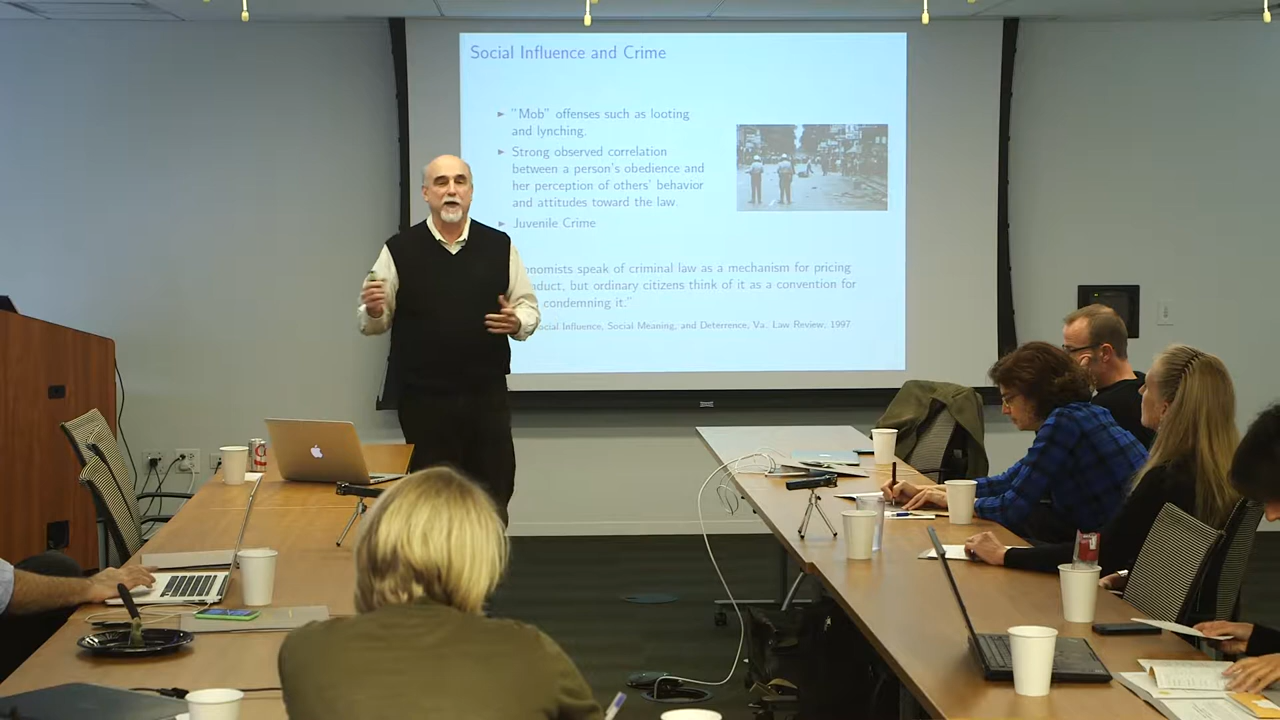 Social Influence and Crime
"Mob" offenses such as looting
and lynching.
Strong observed correlation
between a person's obedience and
her perception of others' behavior
and attitudes toward the law.
Juvenile Crime
speak of criminal law as a mechanism for pricing
but ordinary citizens think of it as a convention for
condemning it."
Influence, Social Meaning, and Deterrence, Va. Law Review, 1997